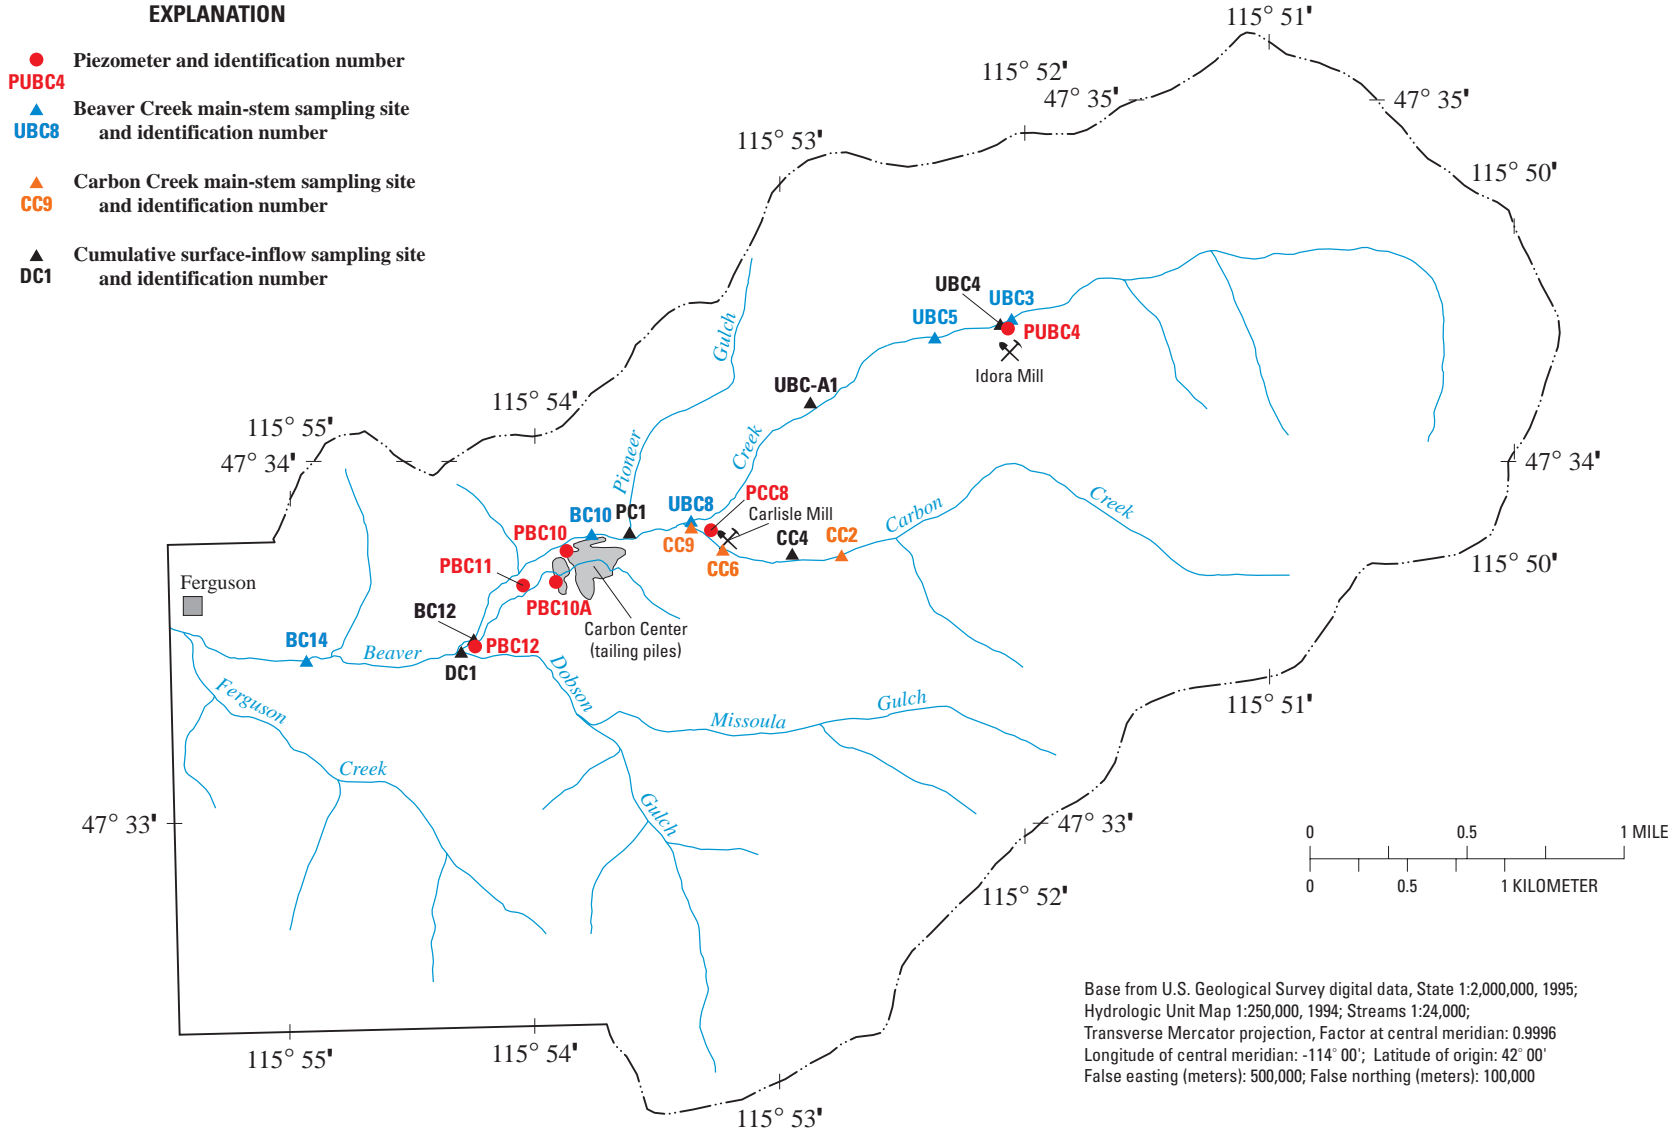 EXPLANATION
Piezometer and identification number
PUBC4
Beaver Creek main-stem sampling site
and identification number
UBC8
Carbon Creek main-stem sampling site
and identification number
CC9
Cumulative surface-inflow sampling site
and identification number
DC1
115° 51'
115° 52'
47° 35'
47° 35'
115° 53'
115° 50'
UBC4
UBC3
UBC5
PUBC4
Idora Mill
Gulch
UBC-A1
115° 54'
115° 55'
47° 34'
47° 34'
Pioneer
Creek
PCC8
UBC8
Carlisle Mill
BC10
PC1
PBC10
CC9
CC6
CC4
CC2
Carbon
Creek
115° 50'
PBC11
PBC10A
Ferguson
BC12
Carbon Center
(tailing piles)
BC14
Beaver
PBC12
DC1
Dobson
Ferguson
Missoula
Gulch
115° 51'
Creek
Gulch
47° 33'
47° 33'
0 0.5 1 MILE
0 0.5 1 KILOMETER
115° 52'
Base from U.S. Geological Survey digital data, State 1:2,000,000, 1995;
Hydrologic Unit Map 1:250,000, 1994; Streams 1:24,000;
Transverse Mercator projection, Factor at central meridian: 0.9996
Longitude of central meridian: -114° 00'; Latitude of origin: 42° 00'
False easting (meters): 500,000; False northing (meters): 100,000
115° 55'
115° 54'
115° 53'